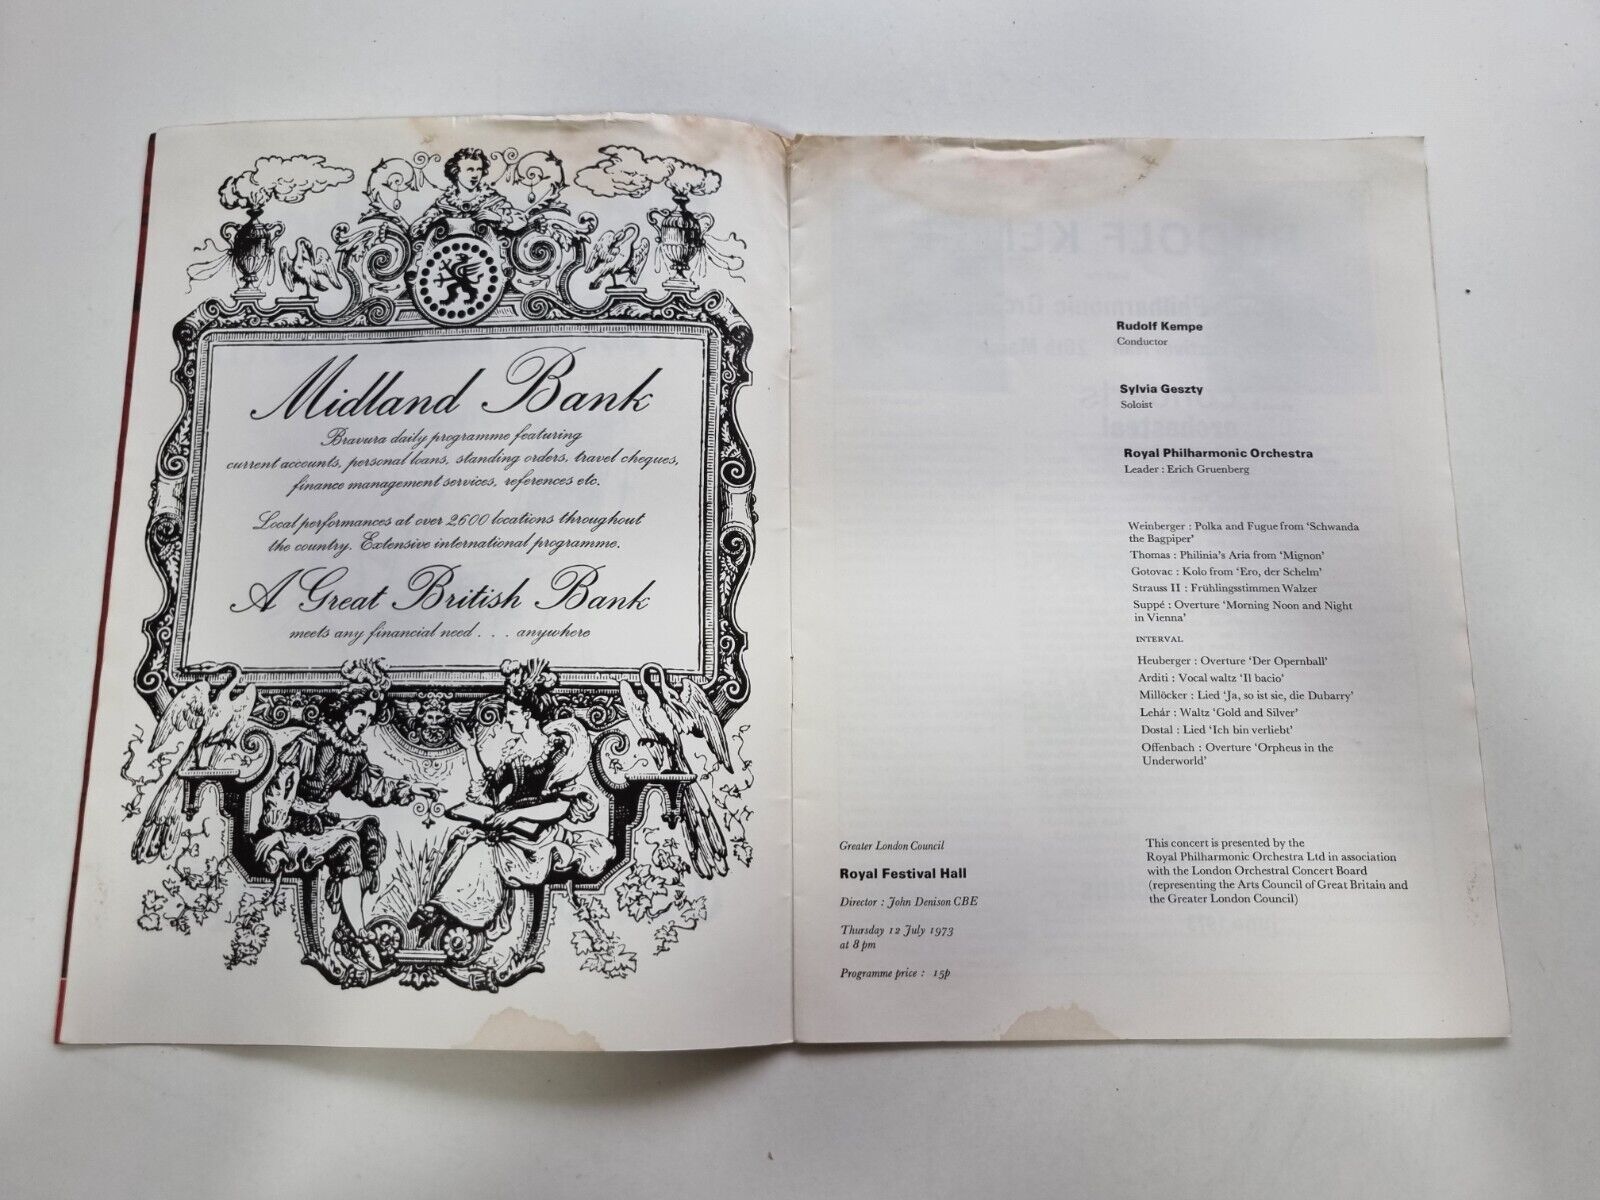 Midland Bank
Bravura daily programme featuring
current accounts, personal loans, standing orders, travel cheques,
finance management services, references etc.
Local performances at over 2600 locations throughout
the country. Extensive international programme.
A Great British Bank
meets any financial need . . . anywhere
Rudolf Kempe
Conductor
Sylvia Geszty
Soloist
Royal Philharmonic Orchestra
Leader : Erich Gruenberg
Weinberger : Polka and Fugue from ‘Schwanda
the Bagpiper’
Thomas : Philinia’s Aria from ‘Mignon’
Gotovac : Kolo from ‘Ero, der Schelm’
Strauss II : Frühlingsstimmen Walzer
Suppé : Overture ‘Morning Noon and Night
in Vienna’
INTERVAL
Heuberger : Overture ‘Der Opernball’
Arditi : Vocal waltz ‘Il bacio’
Millöcker : Lied ‘Ja, so ist sie, die Dubarry’
Lehár : Waltz ‘Gold and Silver’
Dostal : Lied ‘Ich bin verliebt’
Offenbach : Overture ‘Orpheus in the
Underworld’
Greater London Council
Royal Festival Hall
Director : John Denison CBE
Thursday 12 July 1973
at 8 pm
Programme price : 15p
This concert is presented by the
Royal Philharmonic Orchestra Ltd in association
with the London Orchestral Concert Board
(representing the Arts Council of Great Britain and
the Greater London Council)